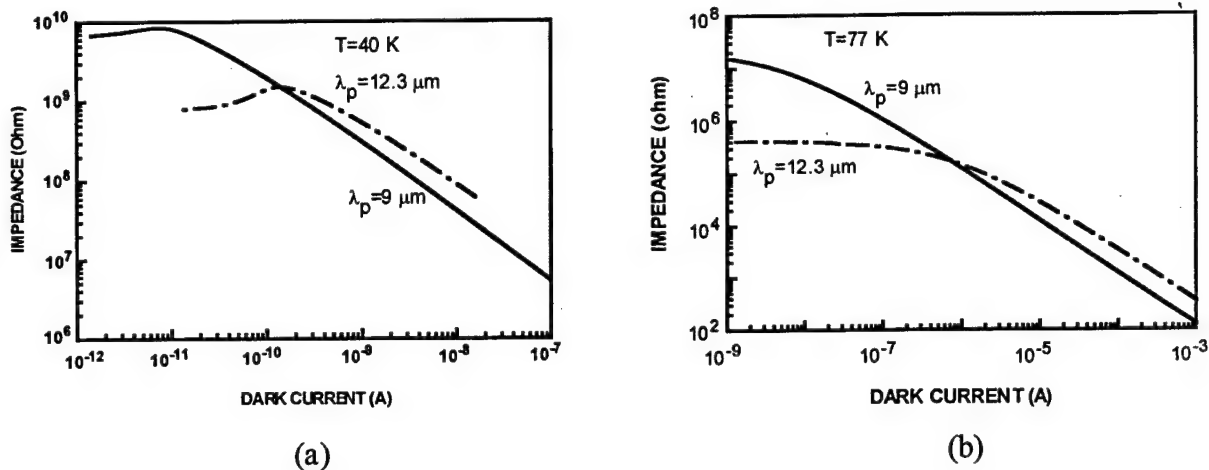 10^10
10^9
10^8
10^7
10^6
IMPEDANCE (Ohm)
T=40 K
λp=12.3 μm
λp=9 μm
10^-12
10^-11
10^-10
10^-9
10^-8
10^-7
DARK CURRENT (A)
(a)
10^8
10^6
10^4
10^2
IMPEDANCE (ohm)
T=77 K
λp=9 μm
λp=12.3 μm
10^-9
10^-7
10^-5
10^-3
DARK CURRENT (A)
(b)